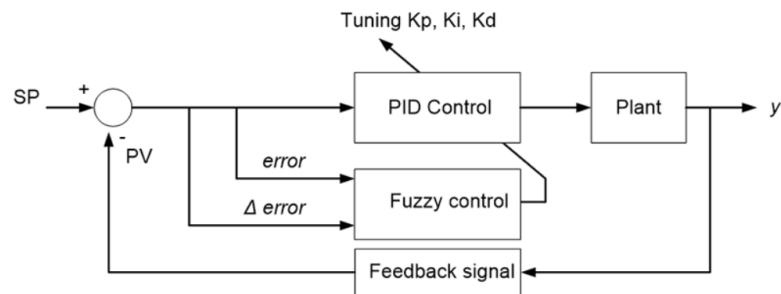 Tuning Kp, Ki, Kd
SP
+
PID Control
Plant
y
-
PV
error
Δ error
Fuzzy control
Feedback signal